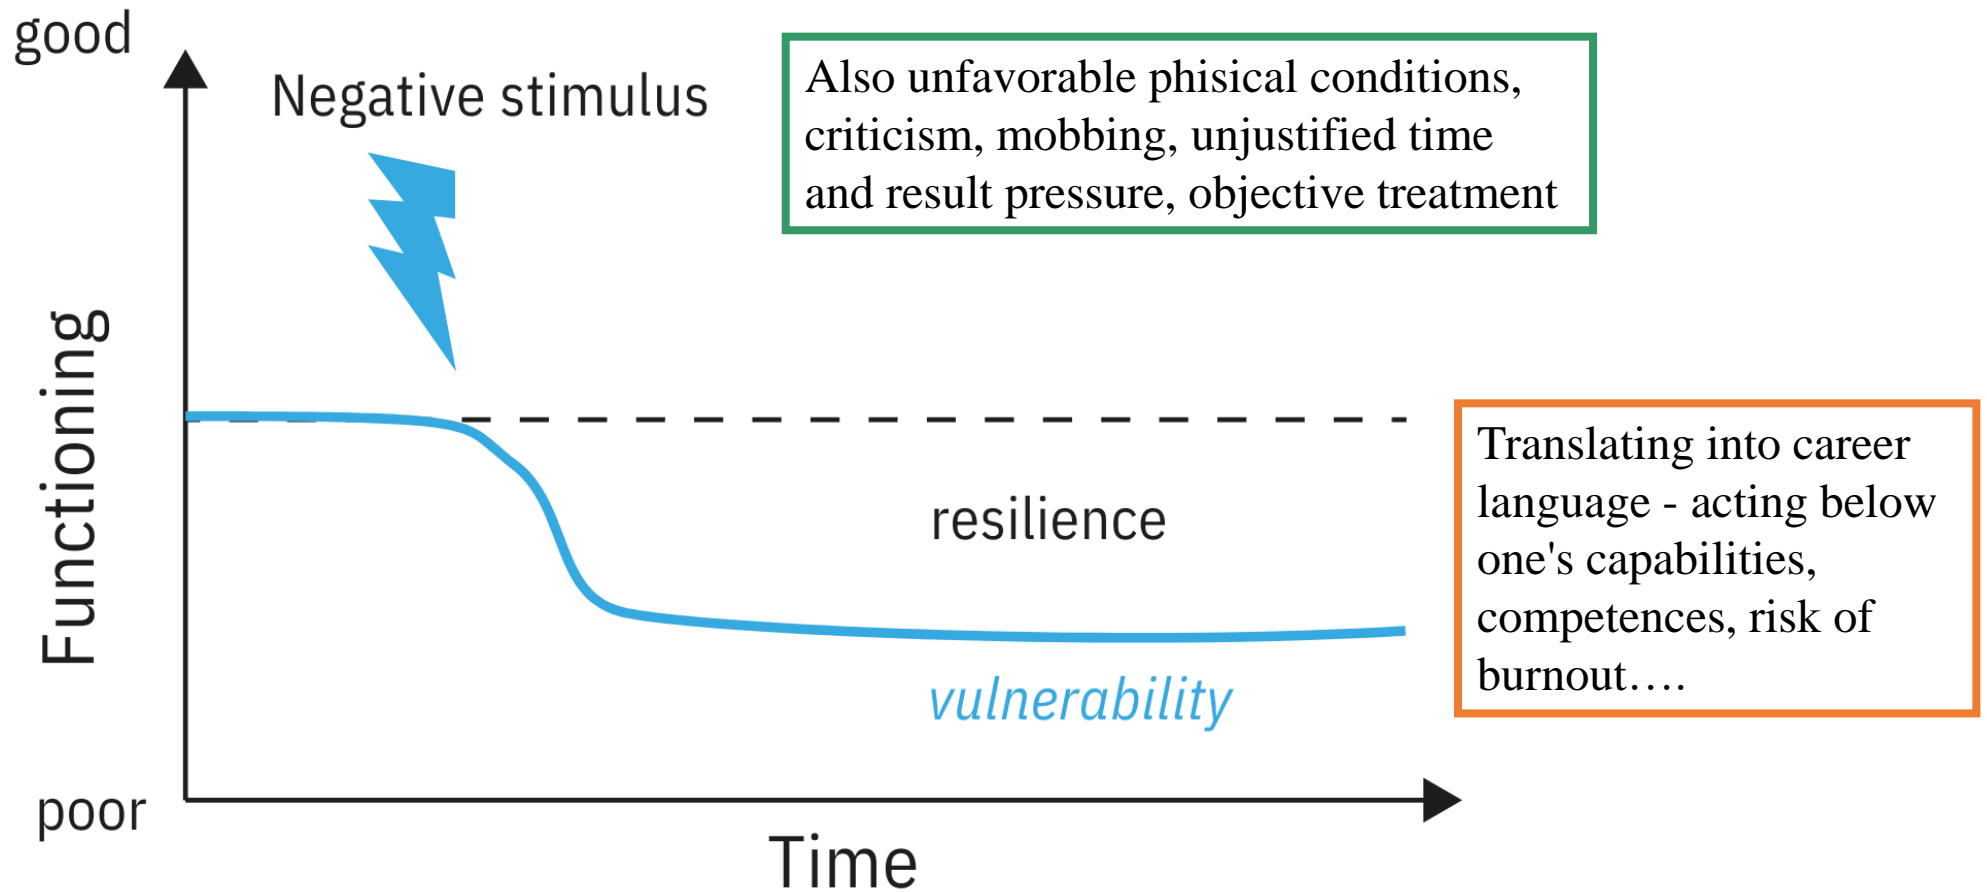 good
Negative stimulus
Also unfavorable phisical conditions,
criticism, mobbing, unjustified time
and result pressure, objective treatment
Functioning
Translating into career
language - acting below
one's capabilities,
competences, risk of
burnout….
resilience
vulnerability
poor
Time